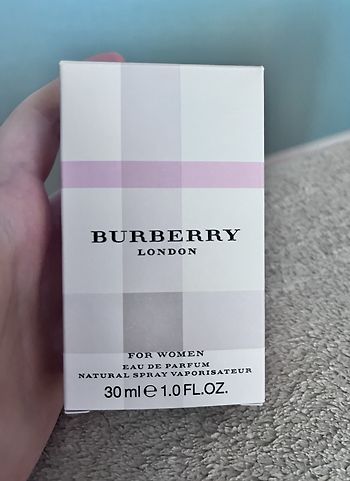 BURBERRY
LONDON
FOR WOMEN
EAU DE PARFUM
NATURAL SPRAY VAPORISATEUR
30 ml ℮ 1.0 FL.OZ.